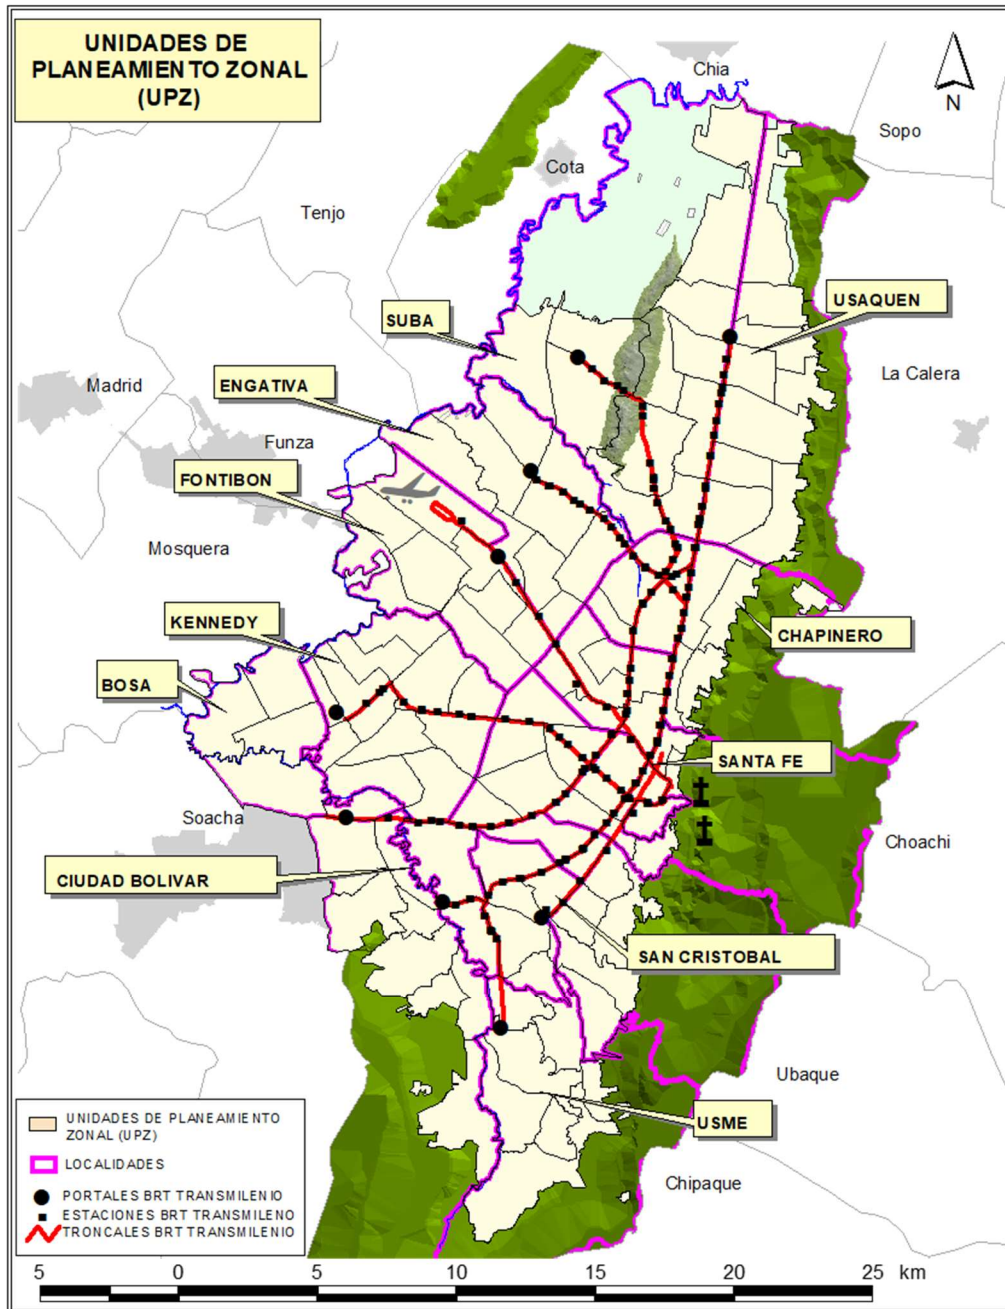 UNIDADES DE
PLANEAMIENTO ZONAL
(UPZ)
Chia
N
Sopo
Cota
Tenjo
SUBA
USAQUEN
La Calera
ENGATIVA
Madrid
Funza
FONTIBON
Mosquera
KENNEDY
CHAPINERO
BOSA
SANTA FE
Soacha
Choachi
CIUDAD BOLIVAR
SAN CRISTOBAL
Ubaque
USME
Chipaque
UNIDADES DE PLANEAMIENTO
ZONAL (UPZ)
LOCALIDADES
PORTALES BRT TRANSMILENIO
ESTACIONES BRT TRANSMILENO
TRONCALES BRT TRANSMILENIO
5 0 5 10 15 20 25 km